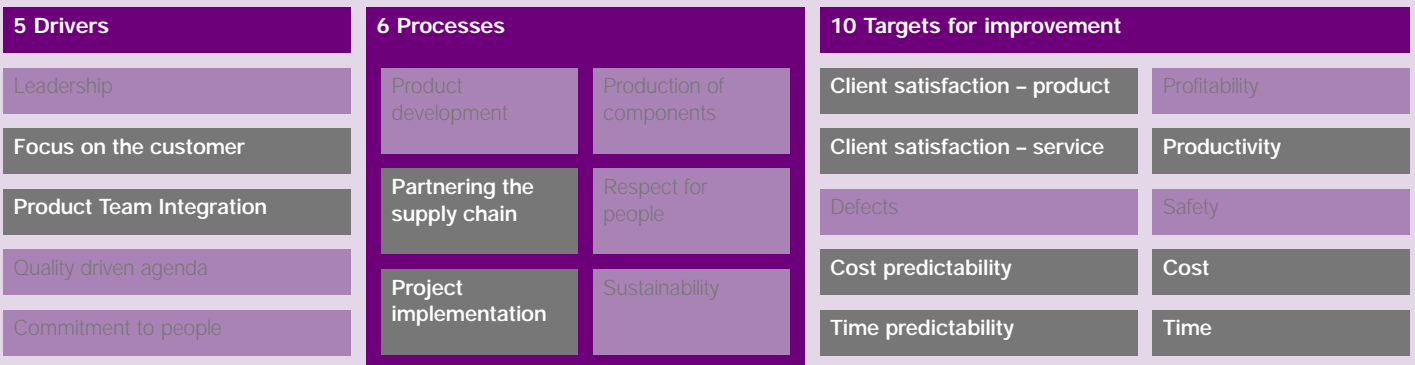 5 Drivers
Leadership
Focus on the customer
Product Team Integration
Quality driven agenda
Commitment to people
6 Processes
Product
development
Production of
components
Partnering the
supply chain
Respect for
people
Project
implementation
Sustainability
10 Targets for improvement
Client satisfaction – product
Profitability
Client satisfaction – service
Productivity
Defects
Safety
Cost predictability
Cost
Time predictability
Time